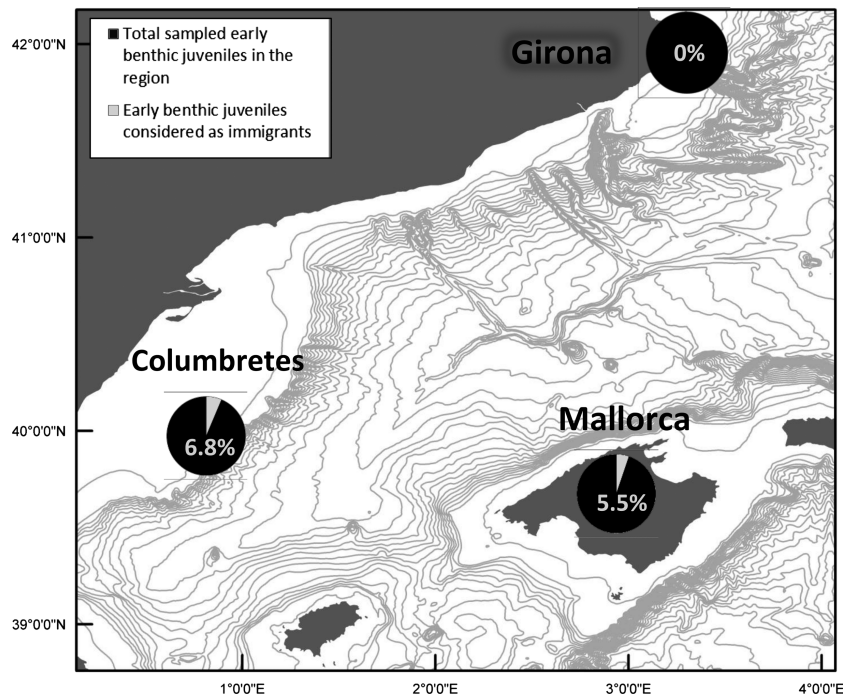 Total sampled early
benthic juveniles in the
region
Early benthic juveniles
considered as immigrants
Girona
0%
Columbretes
6.8%
Mallorca
5.5%
42°0'0"N
41°0'0"N
40°0'0"N
39°0'0"N
1°0'0"E
2°0'0"E
3°0'0"E
4°0'0"E